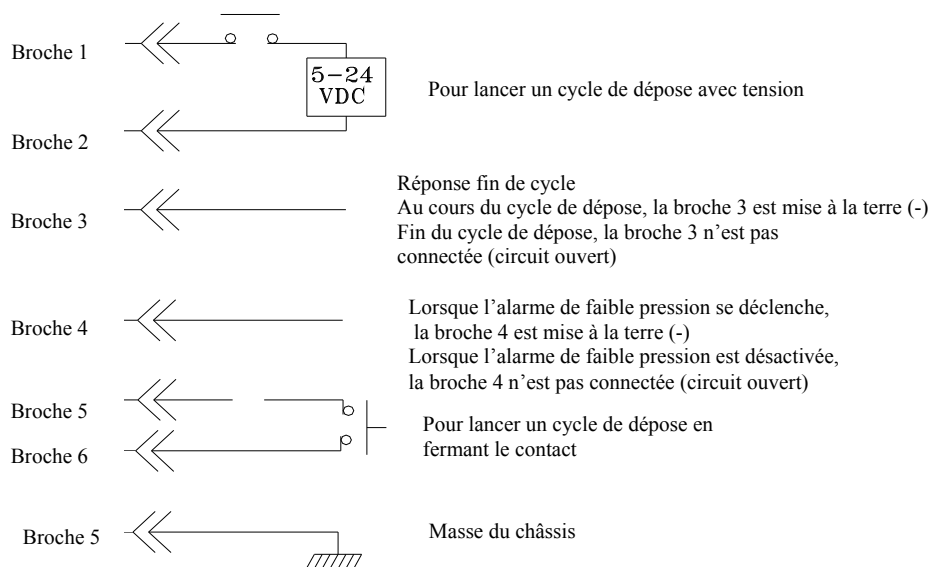 Broche 1
5-24
VDC
Pour lancer un cycle de dépose avec tension
Broche 2
Réponse fin de cycle
Au cours du cycle de dépose, la broche 3 est mise à la terre (-)
Broche 3
Fin du cycle de dépose, la broche 3 n'est pas
connectée (circuit ouvert)
Lorsque l'alarme de faible pression se déclenche,
Broche 4
la broche 4 est mise à la terre (-)
Lorsque l'alarme de faible pression est désactivée,
la broche 4 n'est pas connectée (circuit ouvert)
Broche 5
Pour lancer un cycle de dépose en
fermant le contact
Broche 6
Broche 5
Masse du châssis